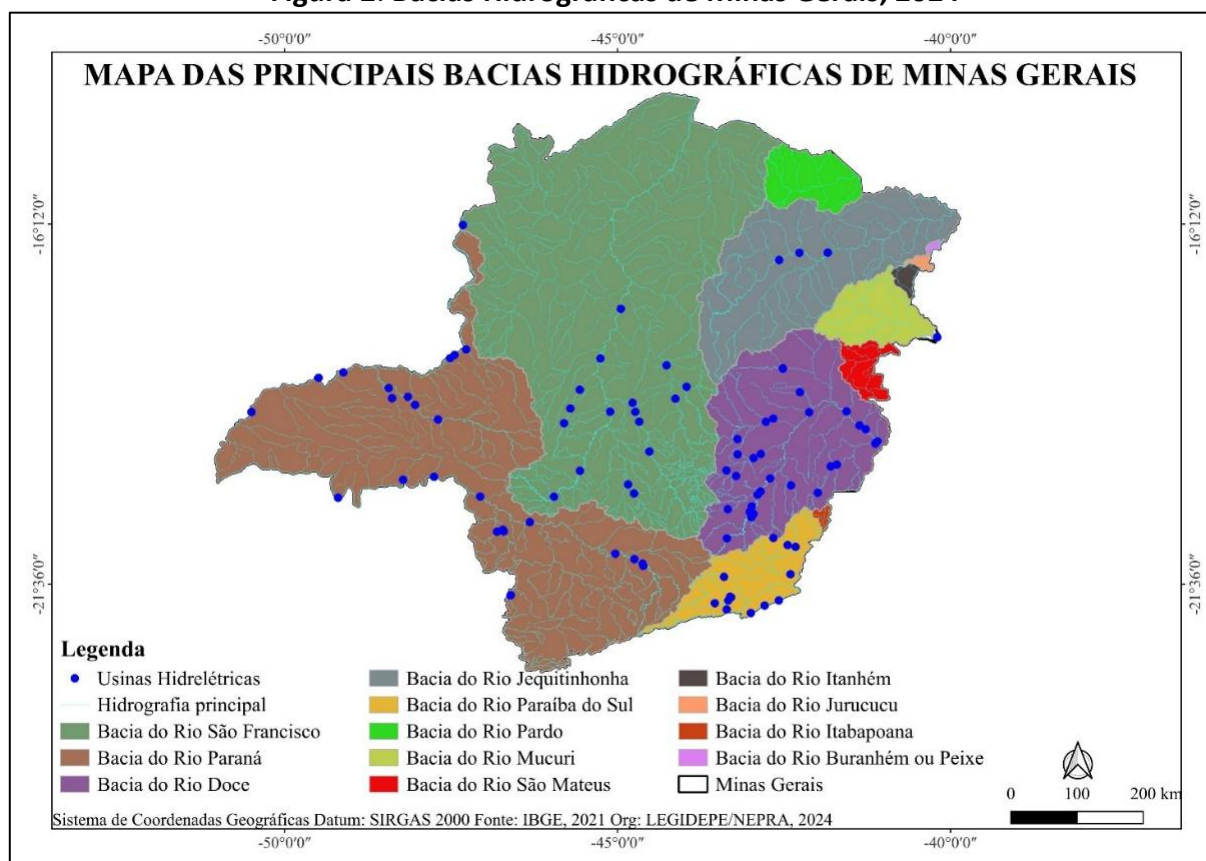 Figura 2: Bacias Hidrográficas de Minas Gerais, 2024
-50°0′0″ -45°0′0″ -40°0′0″
MAPA DAS PRINCIPAIS BACIAS HIDROGRÁFICAS DE MINAS GERAIS
-16°12′0″ -16°12′0″
-21°36′0″ -21°36′0″
Legenda
Usinas Hidrelétricas
Hidrografia principal
Bacia do Rio São Francisco
Bacia do Rio Paraná
Bacia do Rio Doce
Bacia do Rio Jequitinhonha
Bacia do Rio Paraíba do Sul
Bacia do Rio Pardo
Bacia do Rio Mucuri
Bacia do Rio São Mateus
Bacia do Rio Itanhém
Bacia do Rio Jurucucu
Bacia do Rio Itabapoana
Bacia do Rio Buranhém ou Peixe
Minas Gerais
0 100 200 km
Sistema de Coordenadas Geográficas Datum: SIRGAS 2000 Fonte: IBGE, 2021 Org: LEGIDEPE/NEPRA, 2024
-50°0′0″ -45°0′0″ -40°0′0″